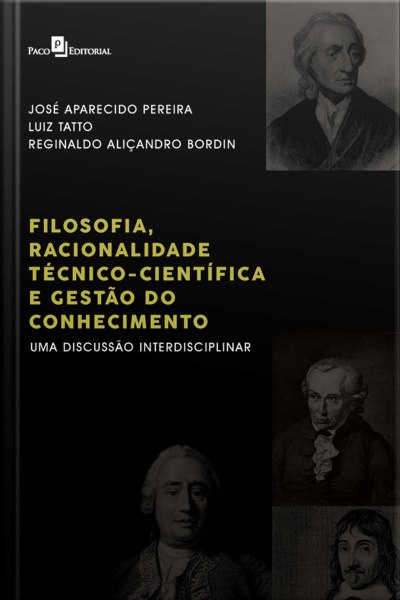 PACO P EDITORIAL
JOSÉ APARECIDO PEREIRA
LUIZ TATTO
REGINALDO ALIÇANDRO BORDIN
FILOSOFIA,
RACIONALIDADE
TÉCNICO-CIENTÍFICA
E GESTÃO DO
CONHECIMENTO
UMA DISCUSSÃO INTERDISCIPLINAR